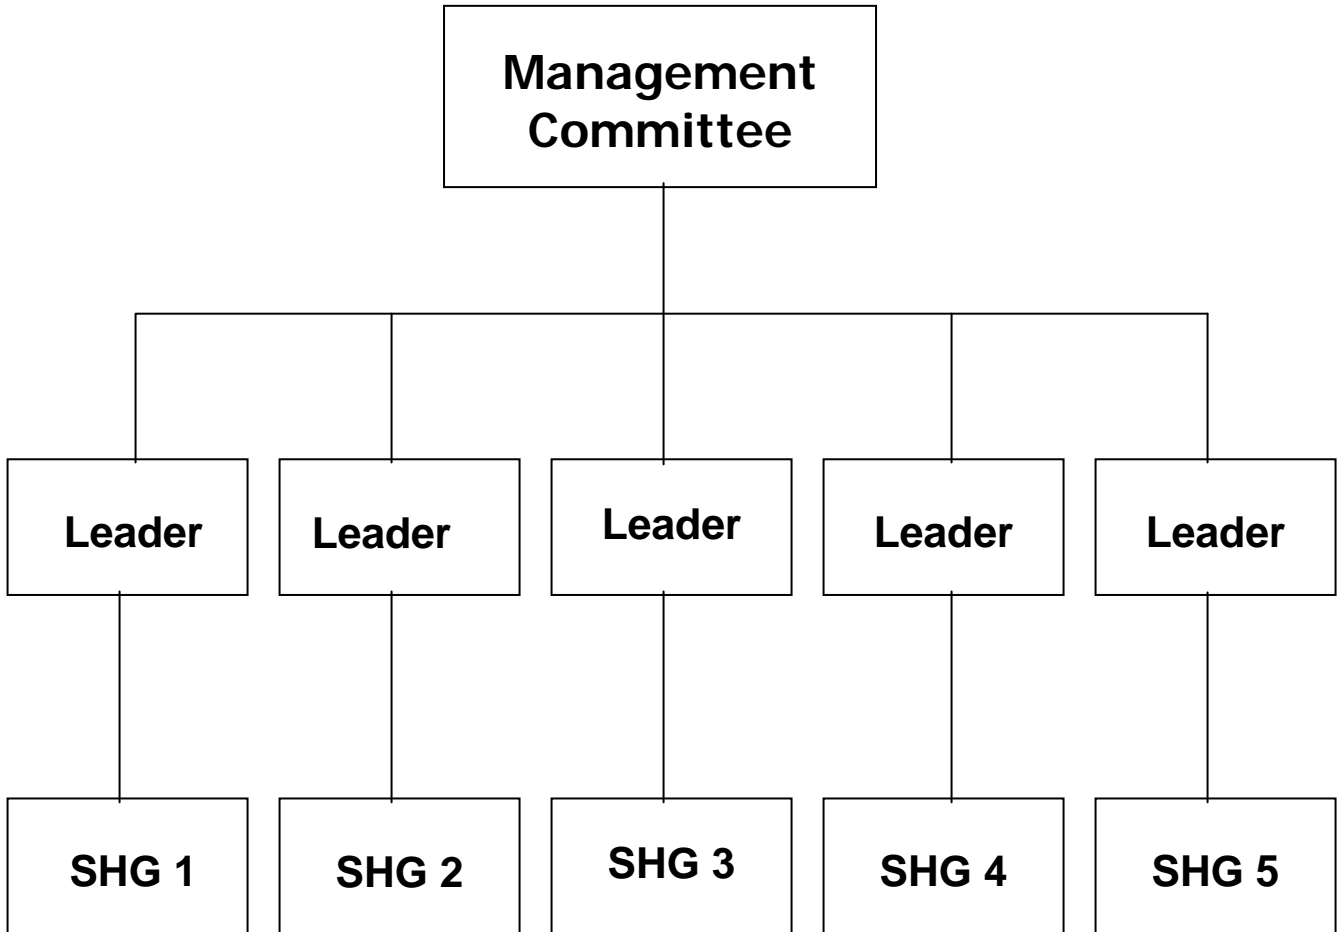 Management
Committee
Leader
Leader
Leader
Leader
Leader
SHG 1
SHG 2
SHG 3
SHG 4
SHG 5